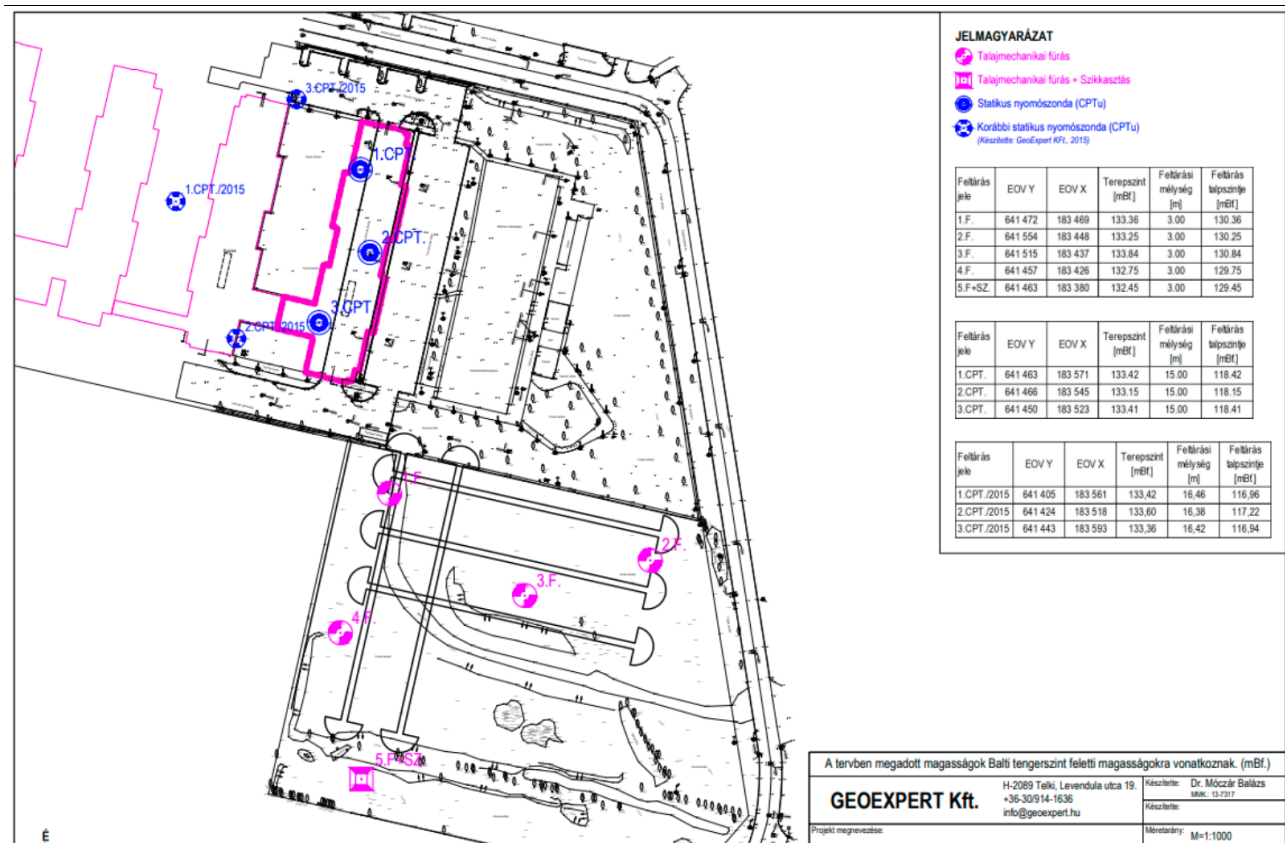 3.CPT./2015
1.CPT.
1.CPT./2015
2.CPT.
3.CPT.
2.CPT./2015
1.F.
2.F.
3.F.
4.F.
5.F+SZ.
É
JELMAGYARÁZAT
Talajmechanikai fúrás
Talajmechanikai fúrás + Szikkasztás
Statikus nyomószonda (CPTu)
Korábbi statikus nyomószonda (CPTu)
(Készítette: GeoExpert KFt., 2015)
Feltárás jele EOV Y EOV X Terepszint [mBf.] Feltárási mélység [m] Feltárás talpszintje [mBf.]
1.F. 641 472 183 469 133.36 3.00 130.36
2.F. 641 554 183 448 133.25 3.00 130.25
3.F. 641 515 183 437 133.84 3.00 130.84
4.F. 641 457 183 426 132.75 3.00 129.75
5.F+SZ. 641 463 183 380 132.45 3.00 129.45
Feltárás jele EOV Y EOV X Terepszint [mBf.] Feltárási mélység [m] Feltárás talpszintje [mBf.]
1.CPT. 641 463 183 571 133.42 15.00 118.42
2.CPT. 641 466 183 545 133.15 15.00 118.15
3.CPT. 641 450 183 523 133.41 15.00 118.41
Feltárás jele EOV Y EOV X Terepszint [mBf.] Feltárási mélység [m] Feltárás talpszintje [mBf.]
1.CPT./2015 641 405 183 561 133,42 16,46 116,96
2.CPT./2015 641 424 183 518 133,60 16,38 117,22
3.CPT./2015 641 443 183 593 133,36 16,42 116,94
A tervben megadott magasságok Balti tengerszint feletti magasságokra vonatkoznak. (mBf.)
GEOEXPERT Kft.
H-2089 Telki, Levendula utca 19.
+36-30/914-1636
info@geoexpert.hu
Készítette: Dr. Móczár Balázs
MMK.: 13-7317
Készítette:
Projekt megnevezése:
Méretarány: M=1:1000